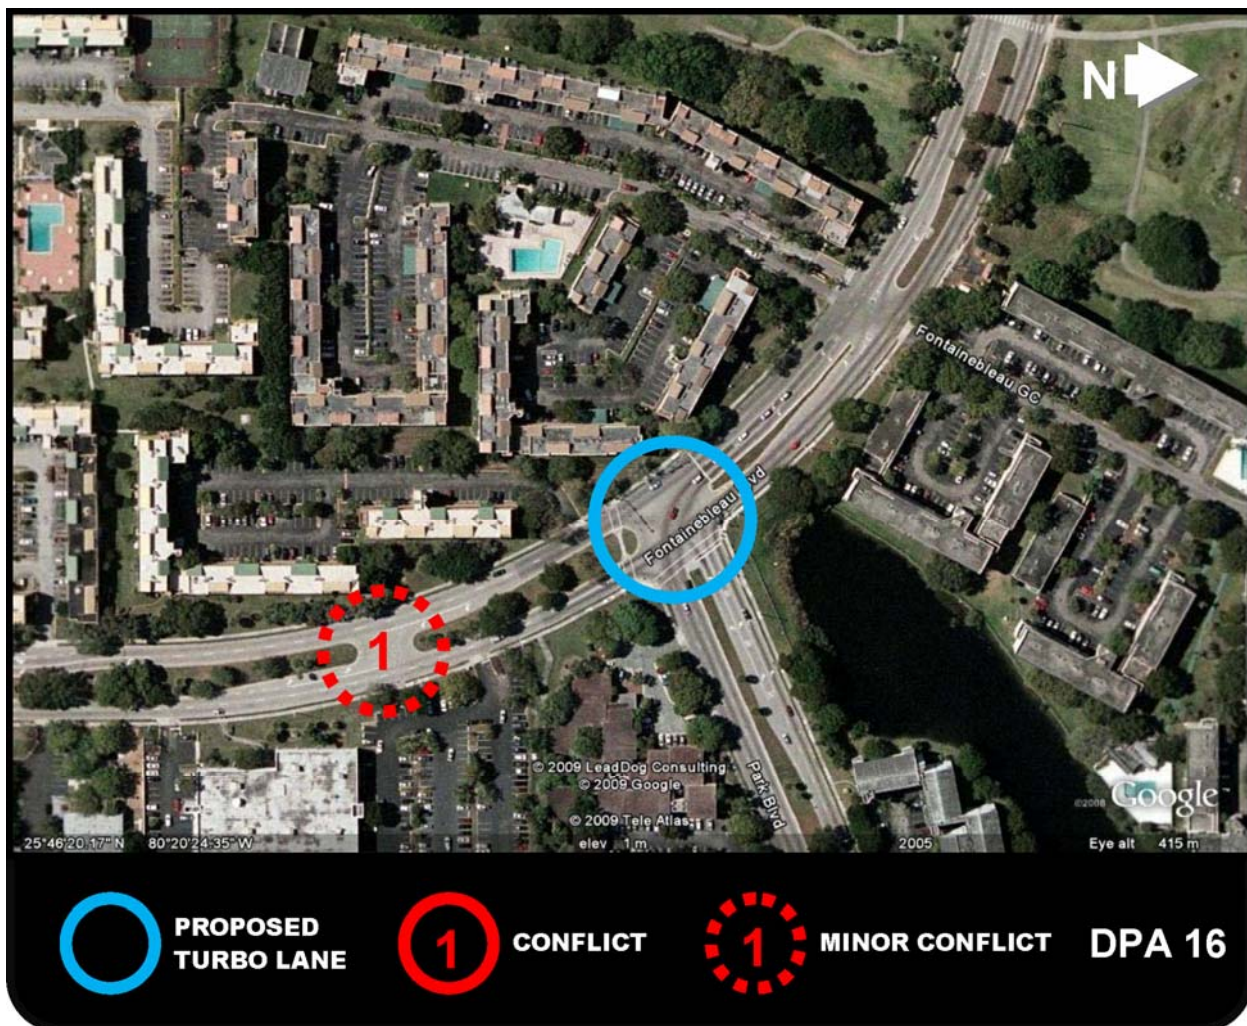 N
Fontainebleau GC
Fontainebleau Blvd
1
© 2009 LeadDog Consulting
© 2009 Google
© 2009 Tele Atlas
Park Blvd
©2008 Google
25°46'20.17" N 80°20'24.35" W elev 1 m 2005 Eye alt 415 m
PROPOSED
TURBO LANE
1 CONFLICT
1 MINOR CONFLICT
DPA 16